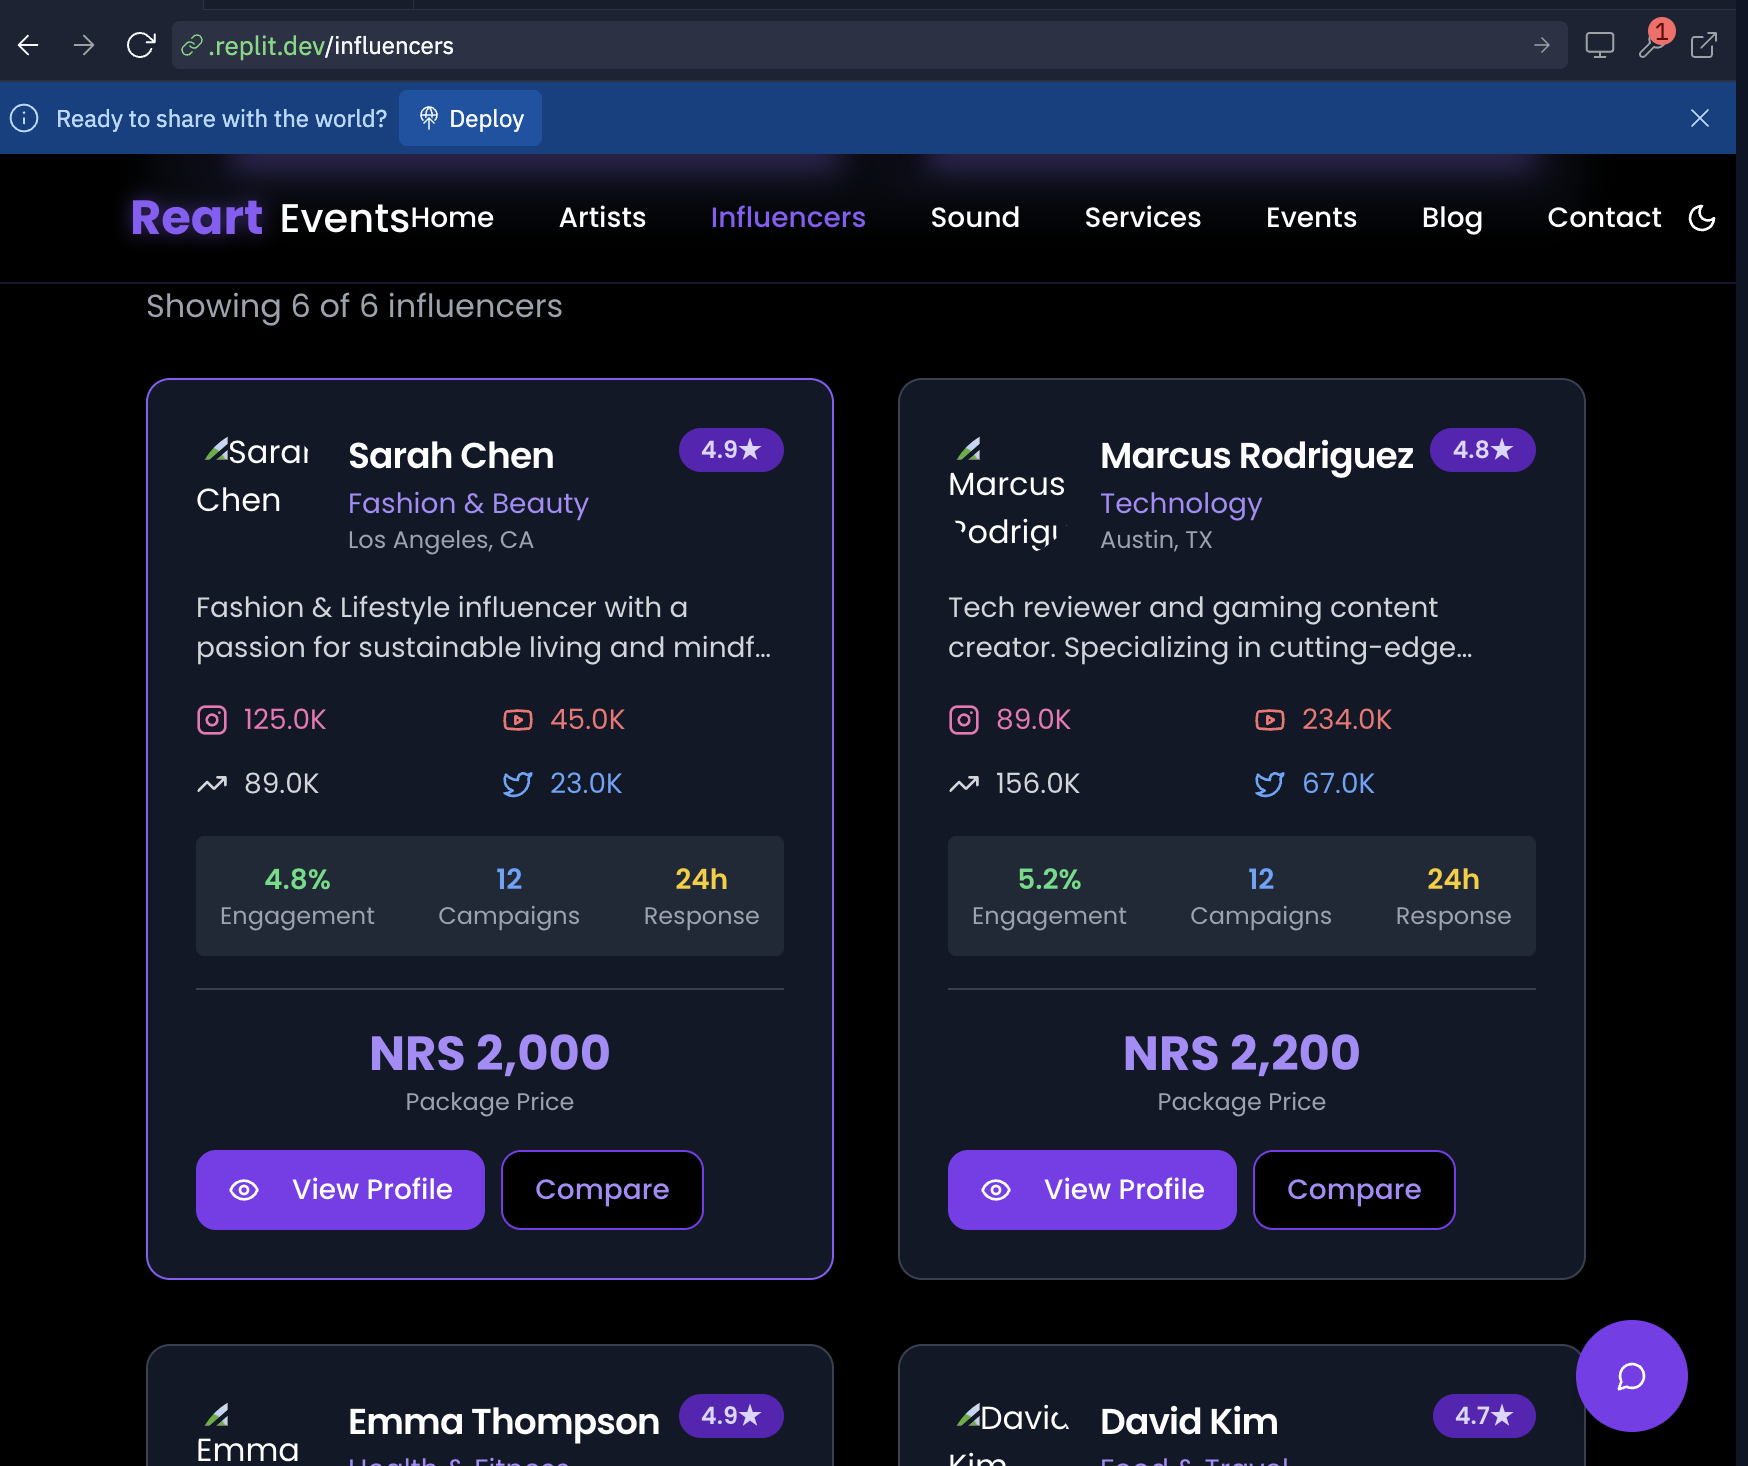 .replit.dev/influencers
1
Ready to share with the world?
Deploy
Reart Events
Home
Artists
Influencers
Sound
Services
Events
Blog
Contact
Showing 6 of 6 influencers
Sarah
Chen
Sarah Chen
4.9★
Fashion & Beauty
Los Angeles, CA
Fashion & Lifestyle influencer with a
passion for sustainable living and mindf...
125.0K
45.0K
89.0K
23.0K
4.8%
12
24h
Engagement
Campaigns
Response
NRS 2,000
Package Price
View Profile
Compare
Marcus
Rodrigu
Marcus Rodriguez
4.8★
Technology
Austin, TX
Tech reviewer and gaming content
creator. Specializing in cutting-edge...
89.0K
234.0K
156.0K
67.0K
5.2%
12
24h
Engagement
Campaigns
Response
NRS 2,200
Package Price
View Profile
Compare
Emma
Emma Thompson
4.9★
Health & Fitness
David
Kim
David Kim
4.7★
Food & Travel